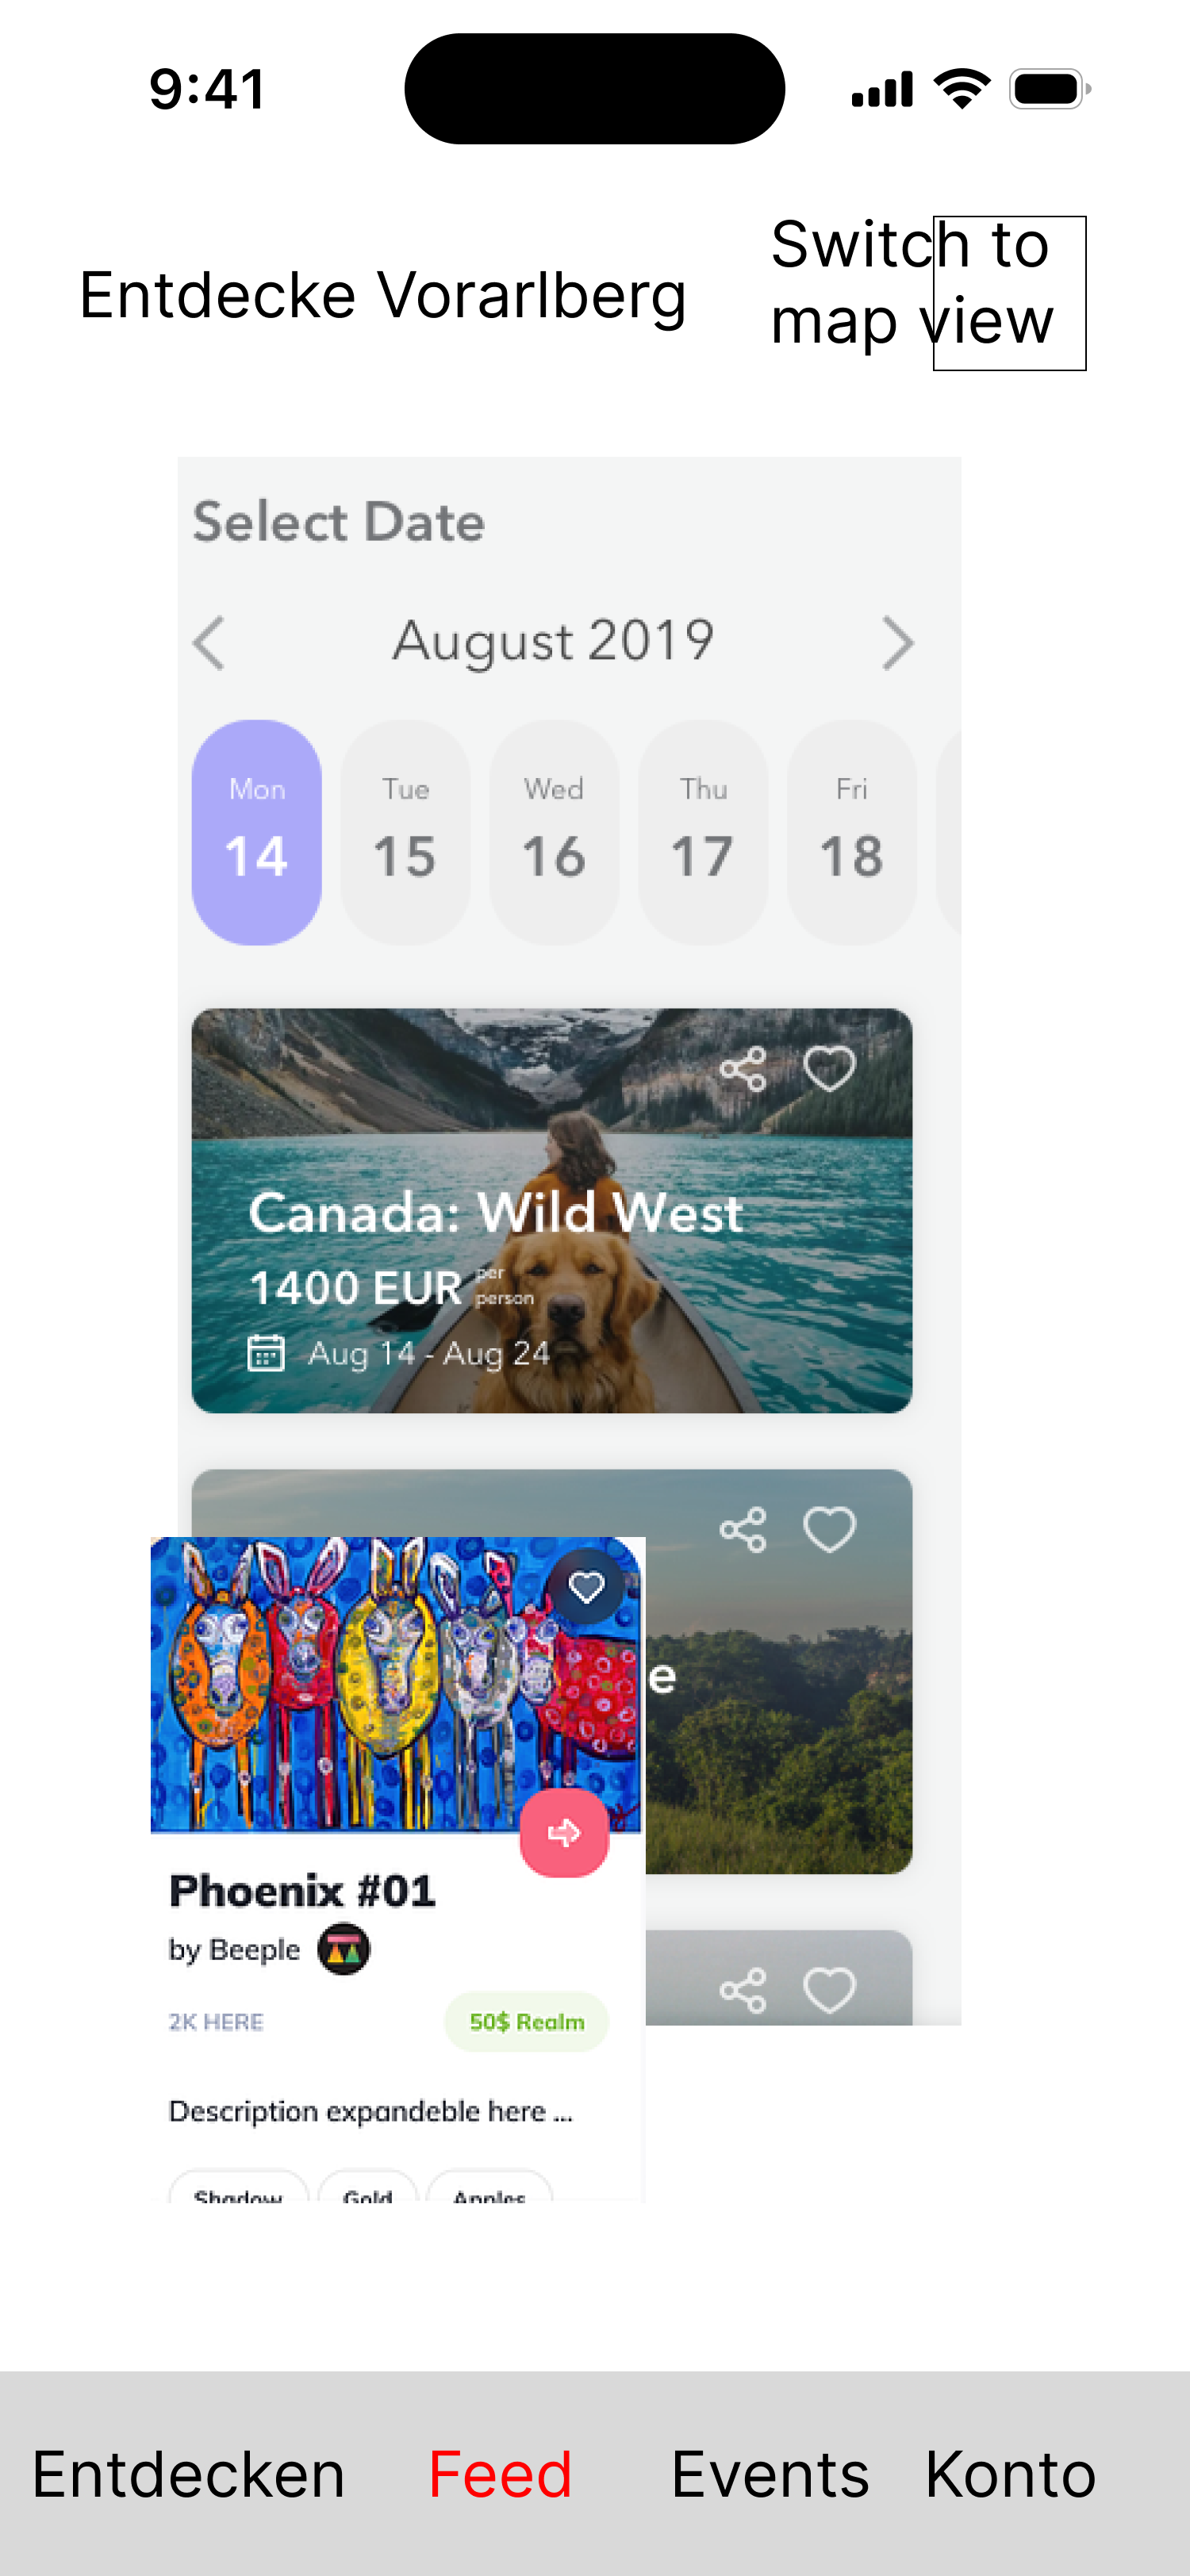 9:41
Entdecke Vorarlberg
Switch to
map view
Select Date
August 2019
Mon
14
Tue
15
Wed
16
Thu
17
Fri
18
Canada: Wild West
1400 EUR per
person
Aug 14 - Aug 24
e
Phoenix #01
by Beeple
2K HERE
50$ Realm
Description expandeble here ...
Shadow
Gold
Apples
Entdecken
Feed
Events
Konto